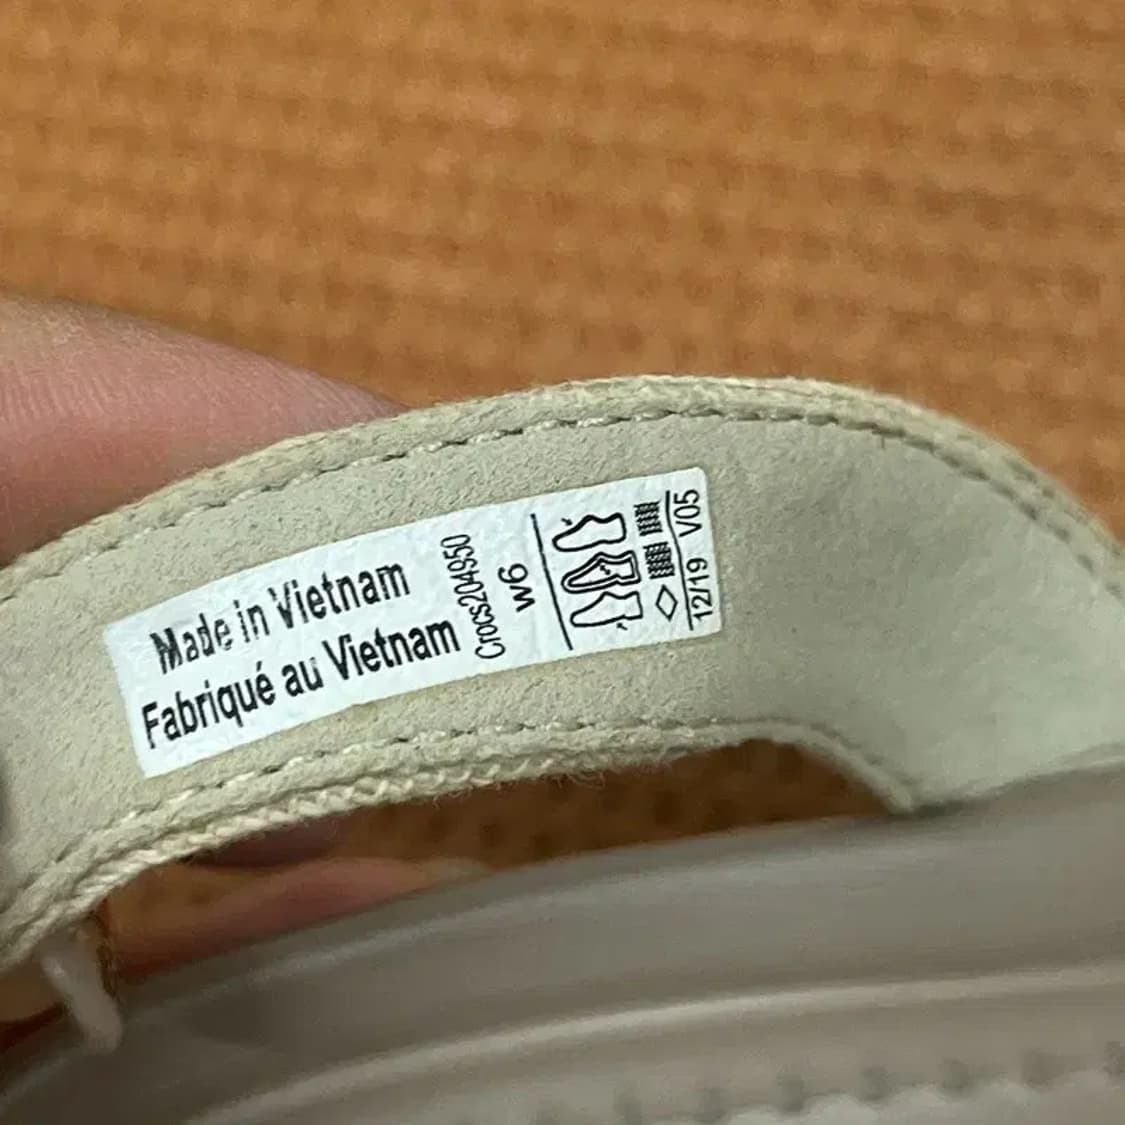 Made in Vietnam
Fabriqué au Vietnam
Crocs204950
W6
12/19 V05